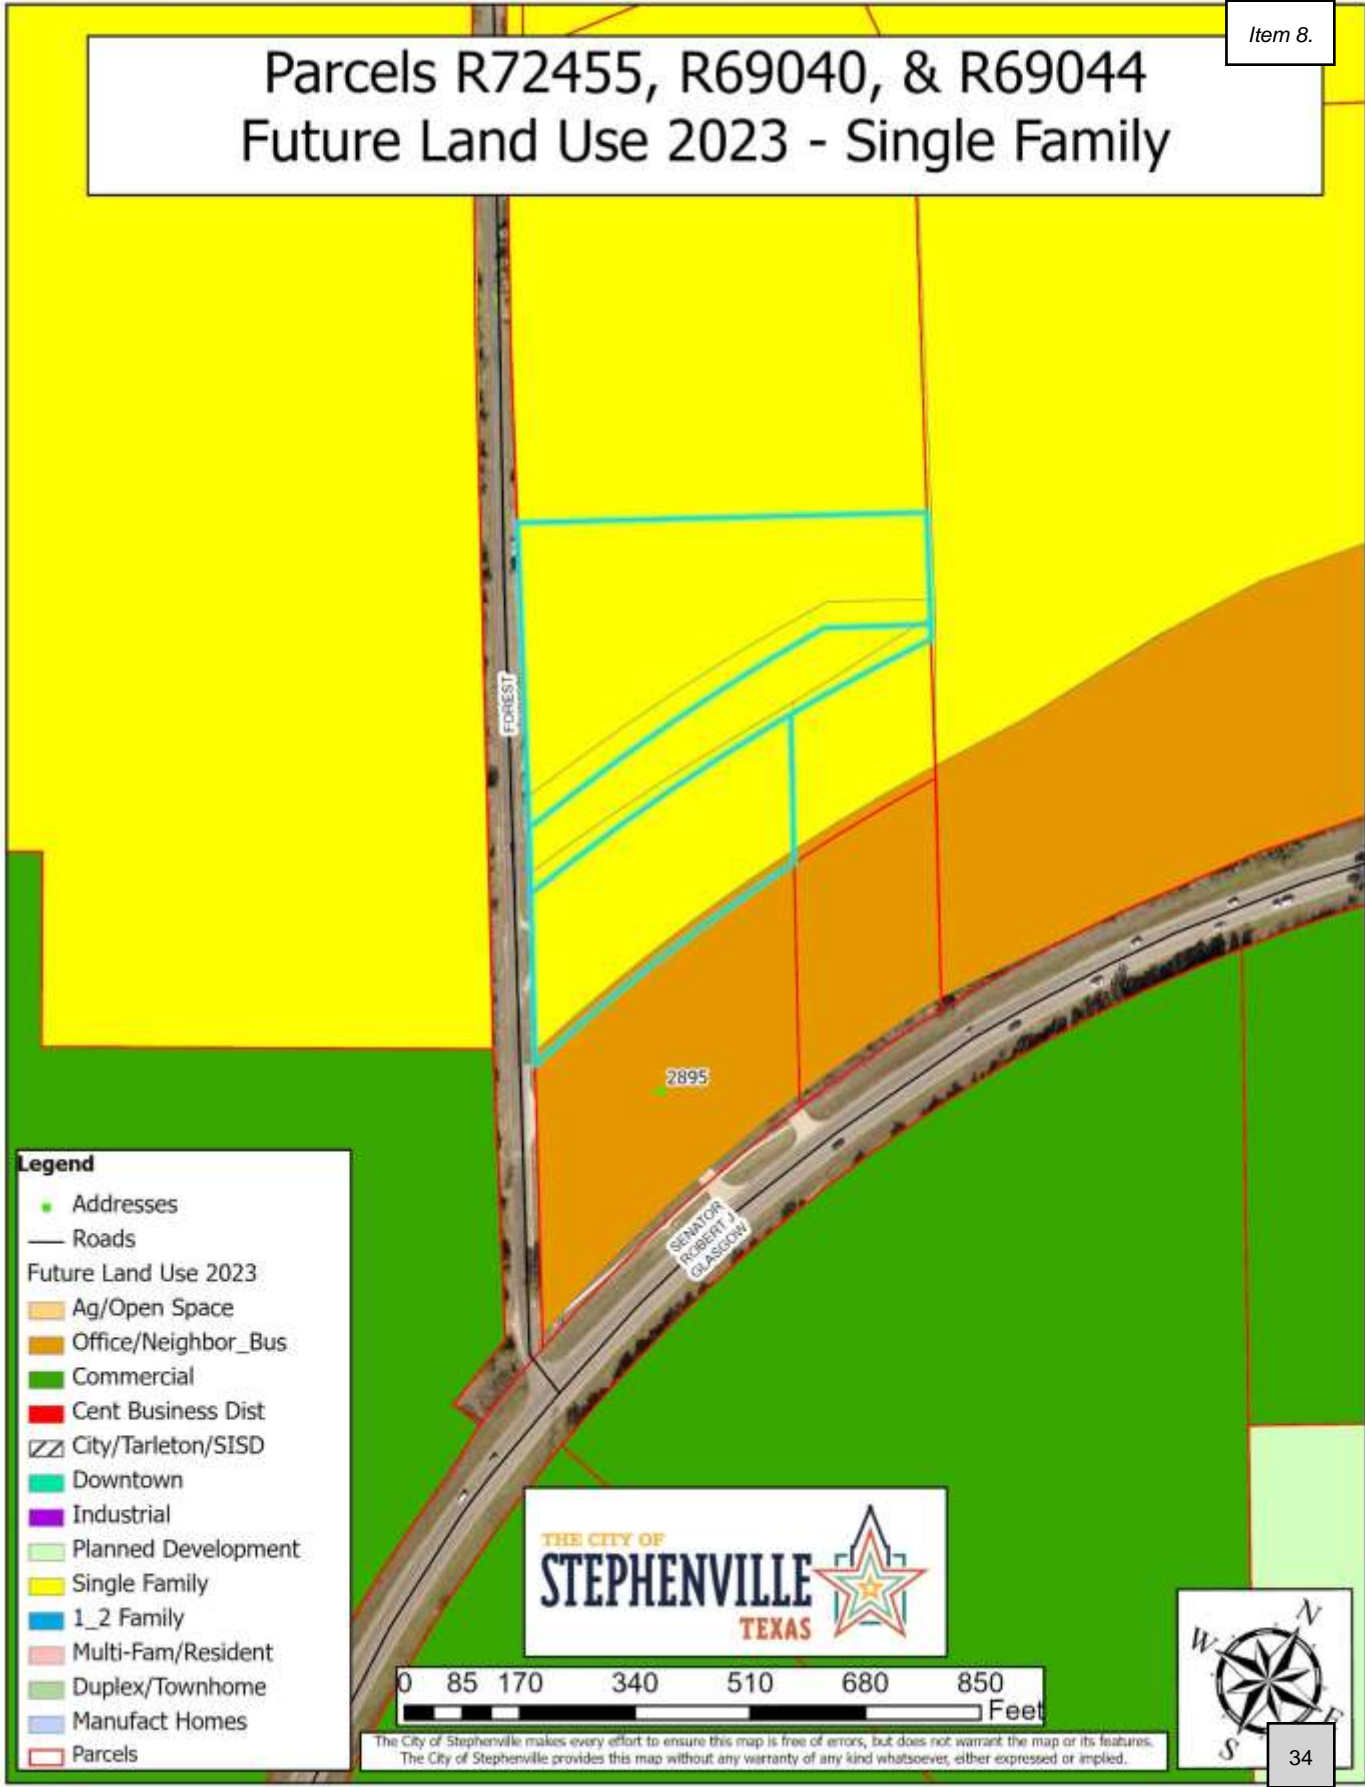 Item 8.
Parcels R72455, R69040, & R69044
Future Land Use 2023 - Single Family
FOREST
2895
SENATOR
ROBERT J
GLASGOW
Legend
Addresses
Roads
Future Land Use 2023
Ag/Open Space
Office/Neighbor_Bus
Commercial
Cent Business Dist
City/Tarleton/SISD
Downtown
Industrial
Planned Development
Single Family
1_2 Family
Multi-Fam/Resident
Duplex/Townhome
Manufact Homes
Parcels
THE CITY OF
STEPHENVILLE
TEXAS
0 85 170 340 510 680 850
Feet
The City of Stephenville makes every effort to ensure this map is free of errors, but does not warrant the map or its features.
The City of Stephenville provides this map without any warranty of any kind whatsoever, either expressed or implied.
N
W
E
S
34